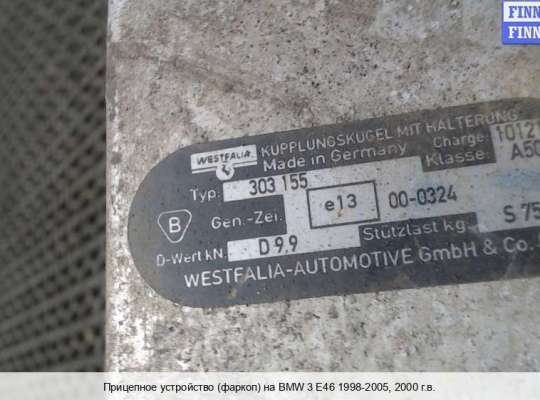 FINN
FINN
WESTFALIA
KUPPLUNGSKUGEL MIT HALTERUNG
Made in Germany
Charge:
Klasse: A50
Typ: 303 155
B
Gen.-Zei. e13 00-0324
D-Wert kN. D 9,9 Stützlast kg. S 75
WESTFALIA-AUTOMOTIVE GmbH & Co.
Прицепное устройство (фаркоп) на BMW 3 E46 1998-2005, 2000 г.в.